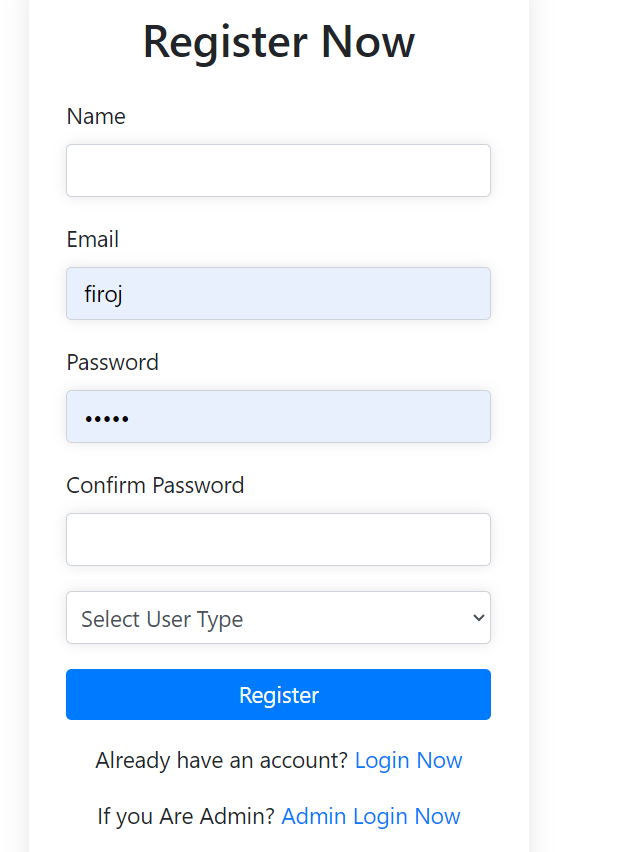 Register Now
Name
Email
firoj
Password
•••••
Confirm Password
Select User Type
Register
Already have an account? Login Now
If you Are Admin? Admin Login Now